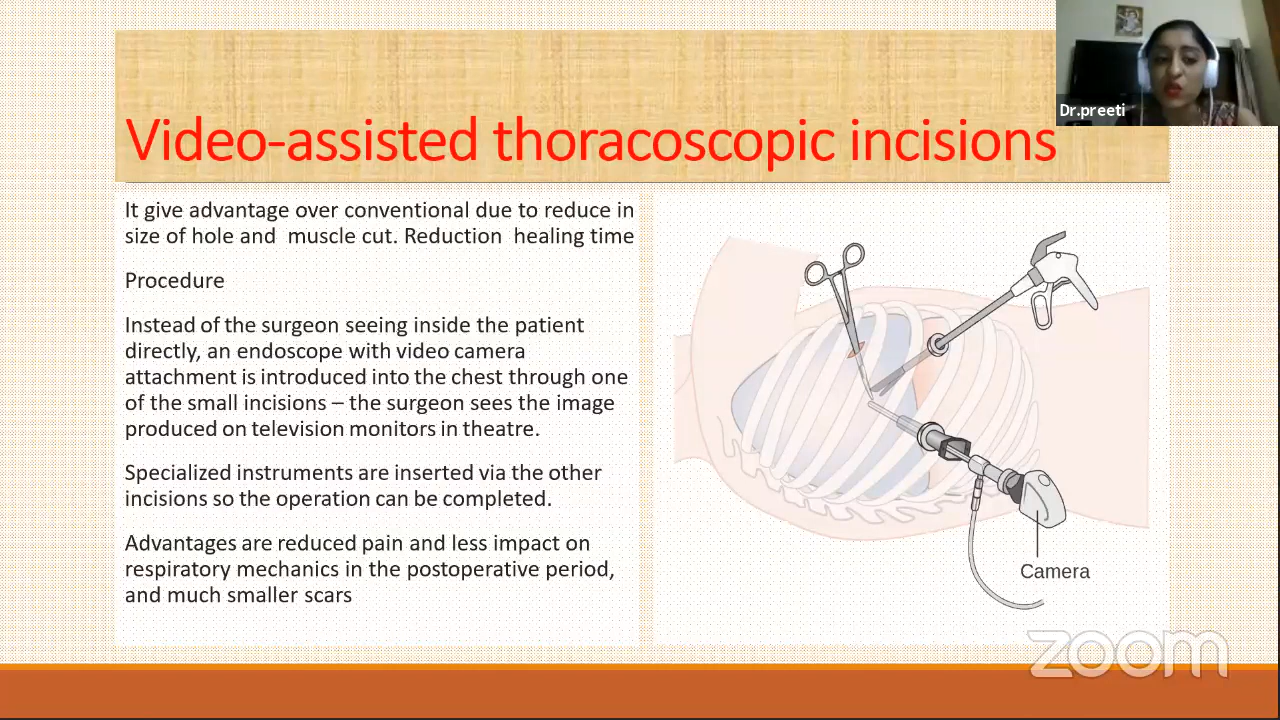 Dr.preeti
Video-assisted thoracoscopic incisions
It give advantage over conventional due to reduce in
size of hole and muscle cut. Reduction healing time
Procedure
Instead of the surgeon seeing inside the patient
directly, an endoscope with video camera
attachment is introduced into the chest through one
of the small incisions – the surgeon sees the image
produced on television monitors in theatre.
Specialized instruments are inserted via the other
incisions so the operation can be completed.
Advantages are reduced pain and less impact on
respiratory mechanics in the postoperative period,
and much smaller scars
Camera
zoom